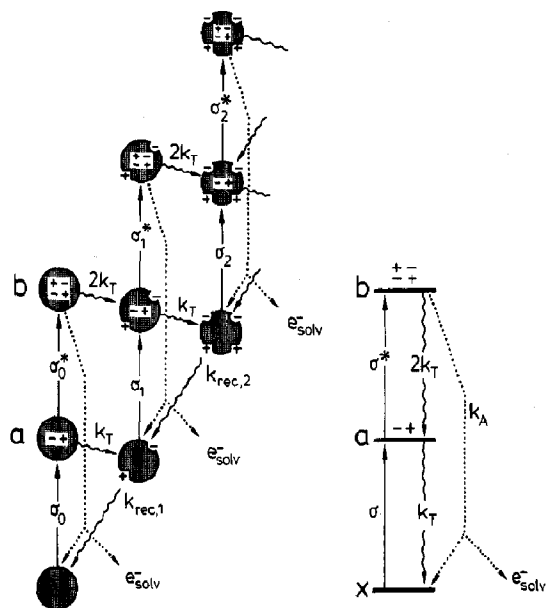 + -
- +
σ₂*
+ -
- +
2k_T
- +
σ₁*
σ₂
b
+ -
- +
2k_T
- +
k_T
e⁻solv
σ₀*
σ₁
k_rec,2
a
- +
k_T
e⁻solv
σ₀
k_rec,1
e⁻solv
b
+ -
- +
σ*
2k_T
k_A
a
- +
σ
k_T
x
e⁻solv